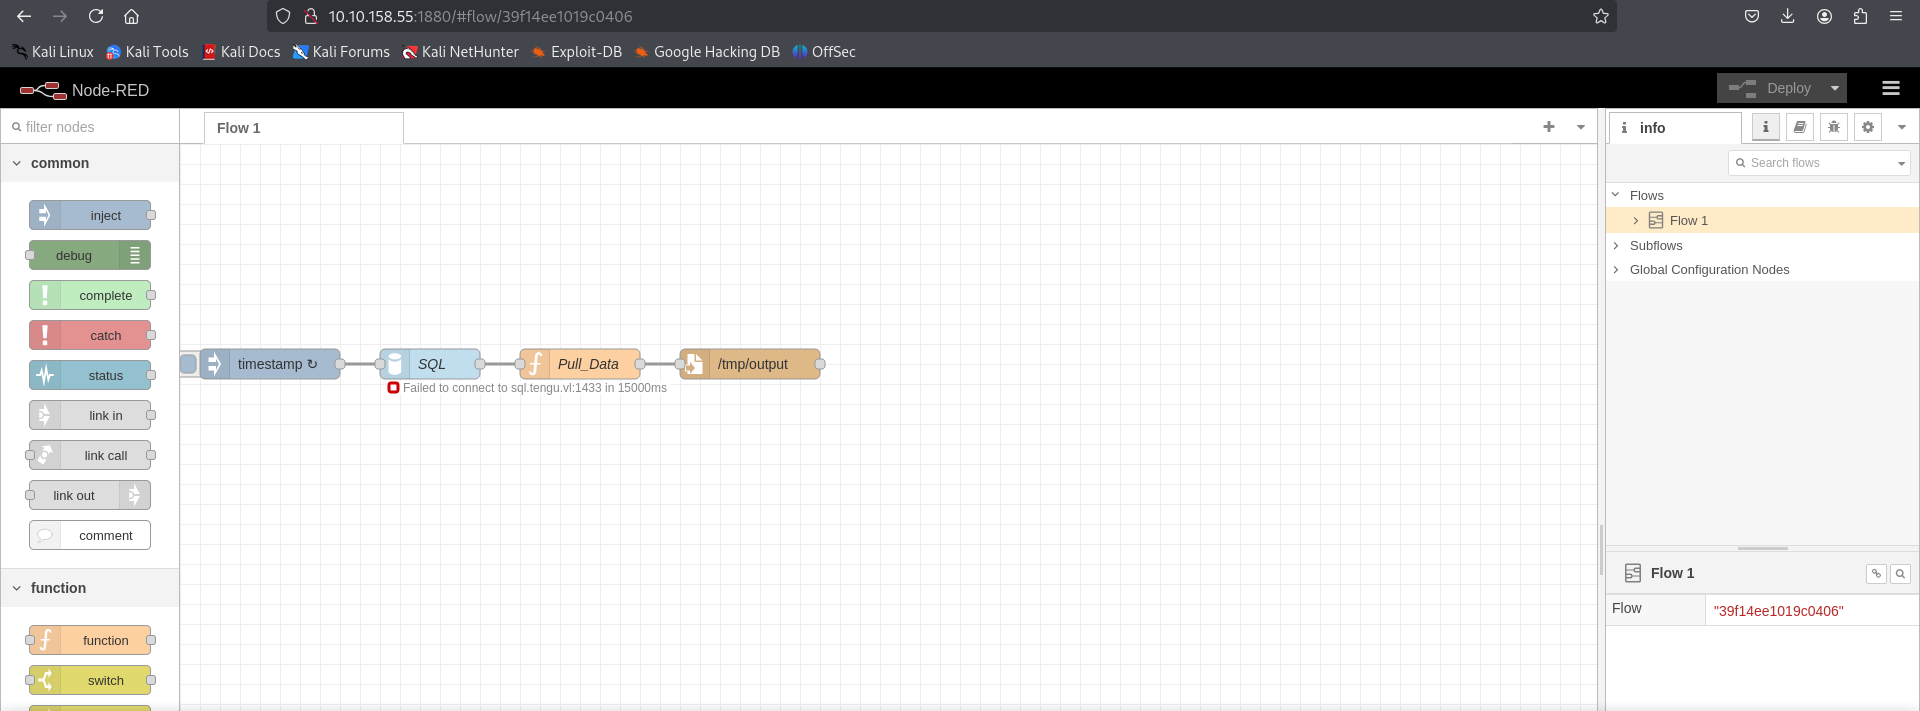 10.10.158.55:1880/#flow/39f14ee1019c0406
Kali Linux Kali Tools Kali Docs Kali Forums Kali NetHunter Exploit-DB Google Hacking DB OffSec
Node-RED Deploy
filter nodes Flow 1 info
common
Search flows
Flows
inject
Flow 1
debug
Subflows
Global Configuration Nodes
complete
catch
timestamp ↻ SQL Pull_Data /tmp/output
status
Failed to connect to sql.tengu.vl:1433 in 15000ms
link in
link call
link out
comment
function
Flow 1
Flow "39f14ee1019c0406"
function
switch